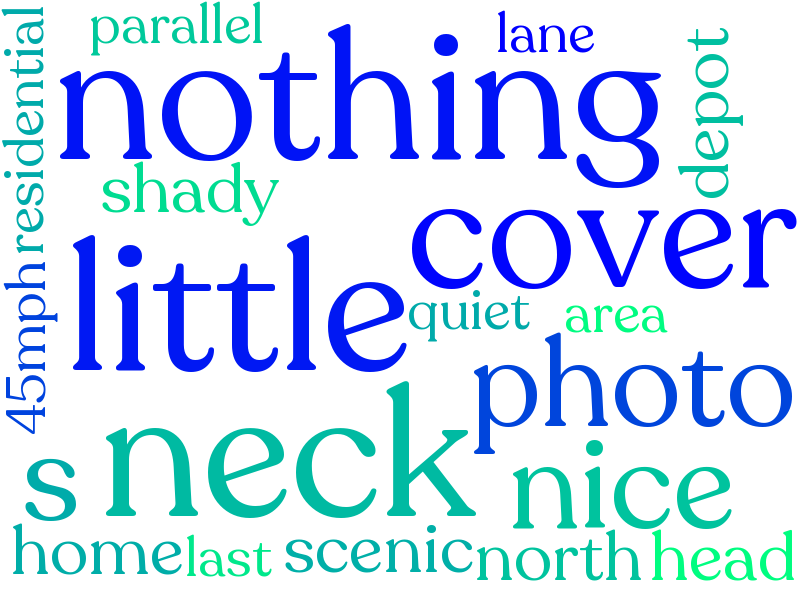 parallel
lane
nothing
depot
residential
shady
cover
little
45mph
quiet
area
photo
neck
nice
s
home
last
scenic
north
head